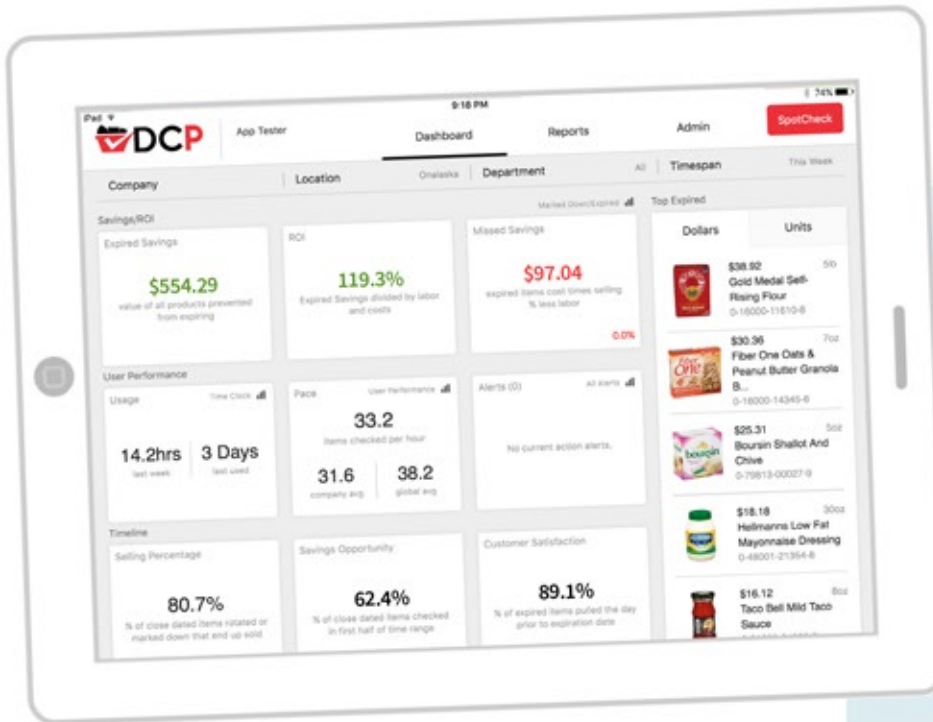 iPad
9:18 PM
74%
DCP
App Tester
Dashboard
Reports
Admin
SpotCheck
Company
Location
Onalaska
Department
All
Timespan
This Week
Savings/ROI
Marked Down/Expired
Expired Savings
$554.29
value of all products prevented
from expiring
ROI
119.3%
Expired Savings divided by labor
and costs
Missed Savings
$97.04
expired items cost times selling
% less labor
0.0%
User Performance
Usage
Time Clock
14.2hrs
last week
3 Days
last used
Pace
User Performance
33.2
items checked per hour
31.6
company avg
38.2
global avg
Alerts (0)
All Alerts
No current action alerts.
Timeline
Selling Percentage
80.7%
% of close dated items rotated or
marked down that end up sold
Savings Opportunity
62.4%
% of close dated items checked
in first half of time range
Customer Satisfaction
89.1%
% of expired items pulled the day
prior to expiration date
Top Expired
Dollars
Units
$38.92
5lb
Gold Medal Self-
Rising Flour
0-16000-11610-8
Fiber
One
$30.36
7oz
Fiber One Oats &
Peanut Butter Granola
B...
0-16000-14345-6
boursin
$25.31
5oz
Boursin Shallot And
Chive
0-79813-00027-9
$18.18
30oz
Hellmanns Low Fat
Mayonnaise Dressing
0-48001-21354-8
$16.12
8oz
Taco Bell Mild Taco
Sauce